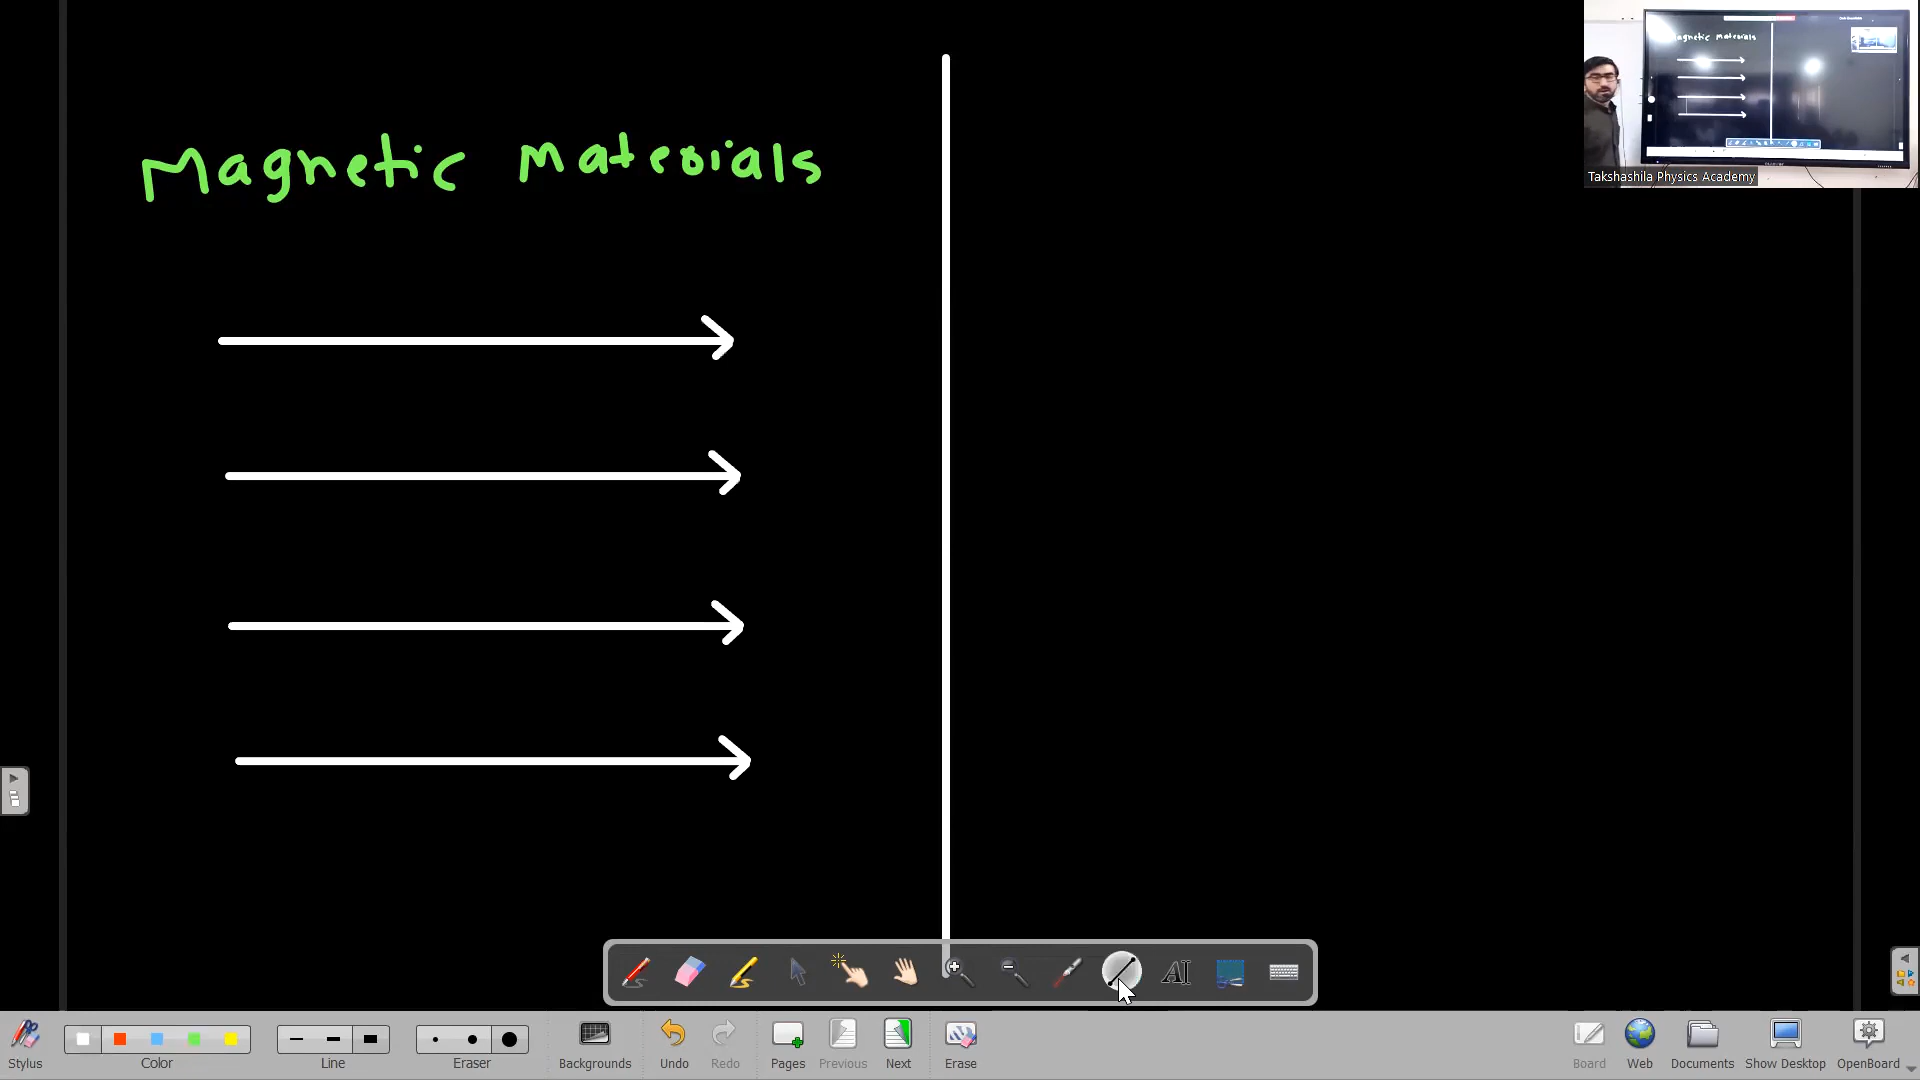 Magnetic materials
Takshashila Physics Academy
Stylus
Color
Line
Eraser
Backgrounds
Undo
Redo
Pages
Previous
Next
Erase
Board
Web
Documents
Show Desktop
OpenBoard
AI